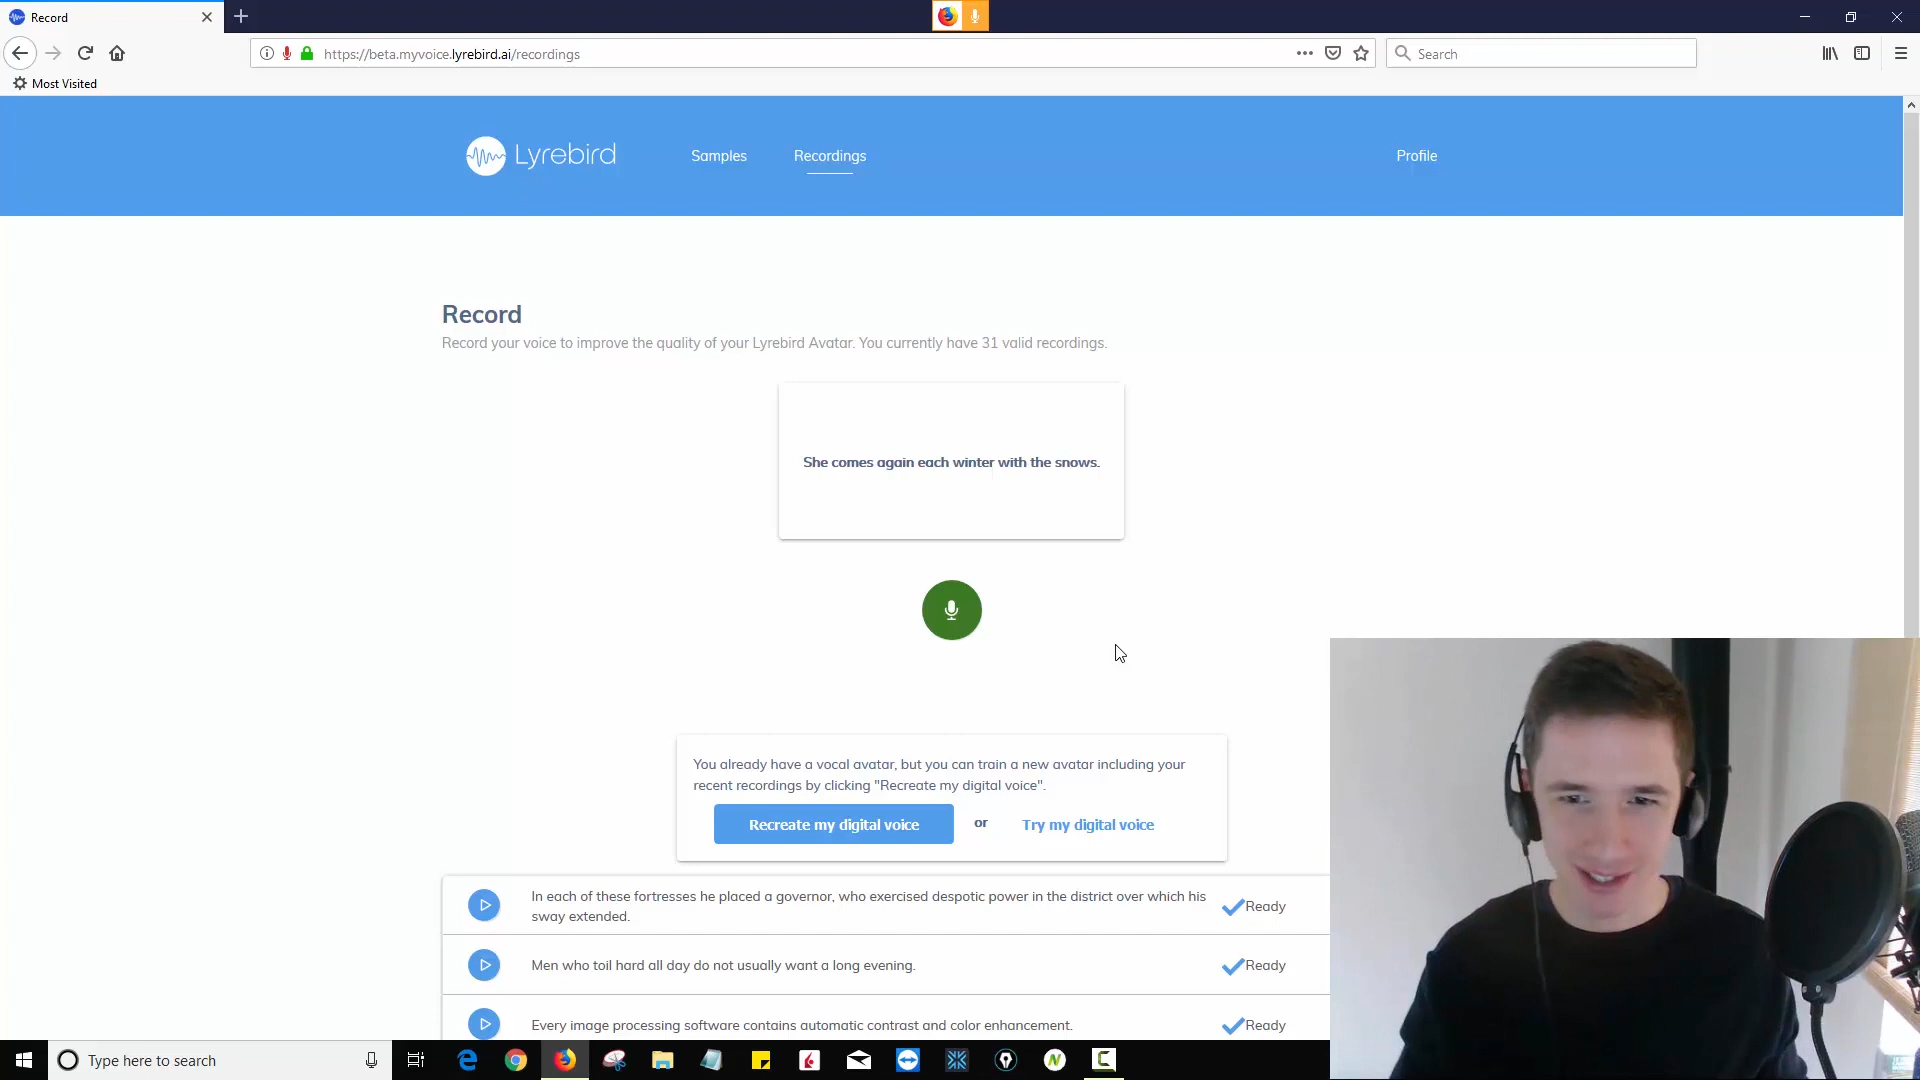 Record
https://beta.myvoice.lyrebird.ai/recordings
Search
Most Visited
Lyrebird
Samples
Recordings
Profile
Record
Record your voice to improve the quality of your Lyrebird Avatar. You currently have 31 valid recordings.
She comes again each winter with the snows.
You already have a vocal avatar, but you can train a new avatar including your
recent recordings by clicking "Recreate my digital voice".
Recreate my digital voice
or
Try my digital voice
In each of these fortresses he placed a governor, who exercised despotic power in the district over which his
sway extended.
Ready
Men who toil hard all day do not usually want a long evening.
Ready
Every image processing software contains automatic contrast and color enhancement.
Ready
Type here to search